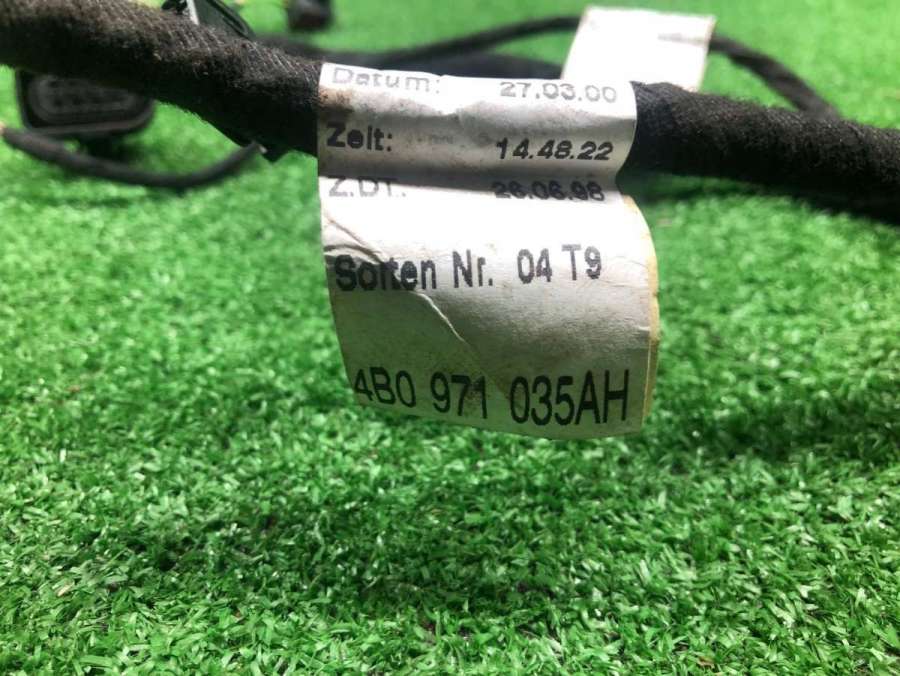 Datum: 27.03.00
Zeit: 14.48.22
Z.DT.: 26.06.98
Sorten Nr. 04 T9
4B0 971 035AH